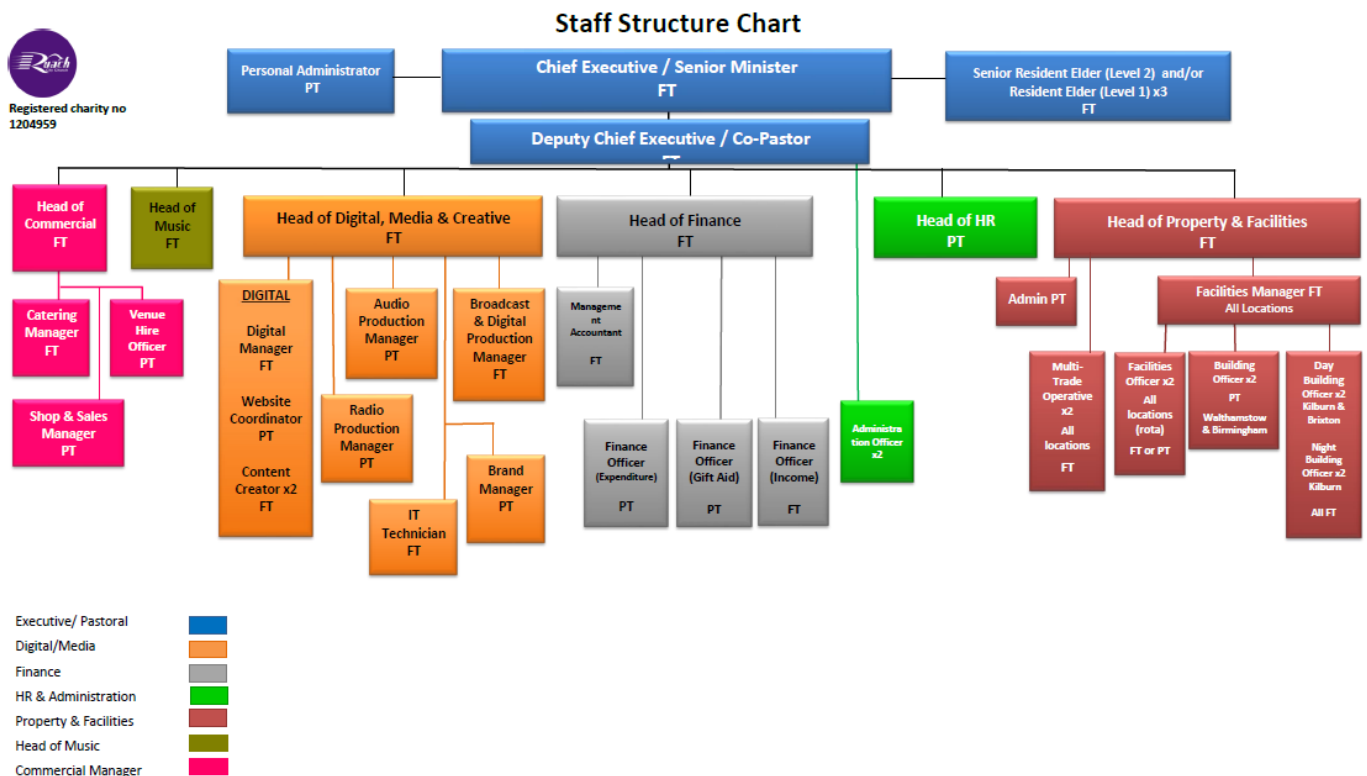 Staff Structure Chart
Ruach
Registered charity no
1204959
Personal Administrator
PT
Chief Executive / Senior Minister
FT
Senior Resident Elder (Level 2) and/or
Resident Elder (Level 1) x3
FT
Deputy Chief Executive / Co-Pastor
FT
Head of
Commercial
FT
Head of
Music
FT
Head of Digital, Media & Creative
FT
Head of Finance
FT
Head of HR
PT
Head of Property & Facilities
FT
Catering
Manager
FT
Venue
Hire
Officer
PT
Shop & Sales
Manager
PT
DIGITAL
Digital
Manager
FT
Website
Coordinator
PT
Content
Creator x2
FT
Audio
Production
Manager
PT
Broadcast
& Digital
Production
Manager
FT
Radio
Production
Manager
PT
IT
Technician
FT
Brand
Manager
PT
Manageme
nt
Accountant
FT
Finance
Officer
(Expenditure)
PT
Finance
Officer
(Gift Aid)
PT
Finance
Officer
(Income)
FT
Administra
tion Officer
x2
Admin PT
Facilities Manager FT
All Locations
Multi-
Trade
Operative
x2
All
locations
FT
Facilities
Officer x2
All
locations
(rota)
FT or PT
Building
Officer x2
PT
Walthamstow
& Birmingham
Day
Building
Officer x2
Kilburn &
Brixton
Night
Building
Officer x2
Kilburn
All FT
Executive/ Pastoral
Digital/Media
Finance
HR & Administration
Property & Facilities
Head of Music
Commercial Manager